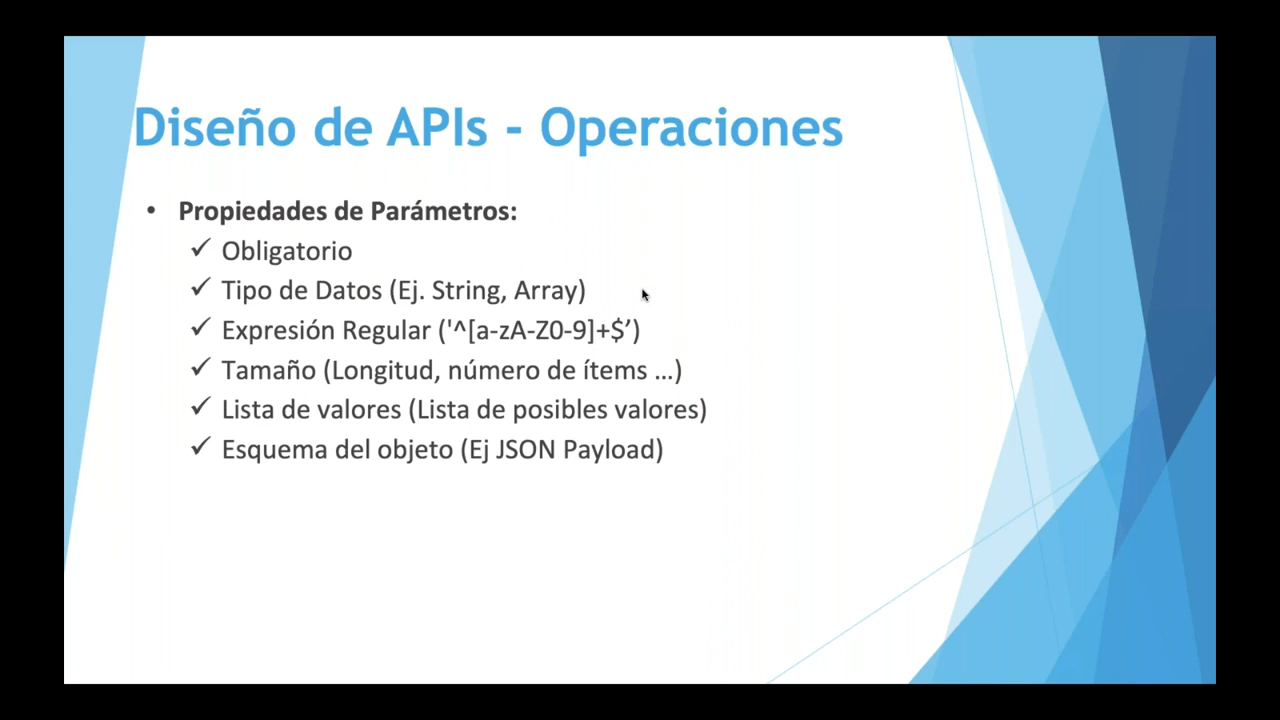 Diseño de APIs - Operaciones
• Propiedades de Parámetros:
✓ Obligatorio
✓ Tipo de Datos (Ej. String, Array)
✓ Expresión Regular ('^[a-zA-Z0-9]+$’)
✓ Tamaño (Longitud, número de ítems ...)
✓ Lista de valores (Lista de posibles valores)
✓ Esquema del objeto (Ej JSON Payload)